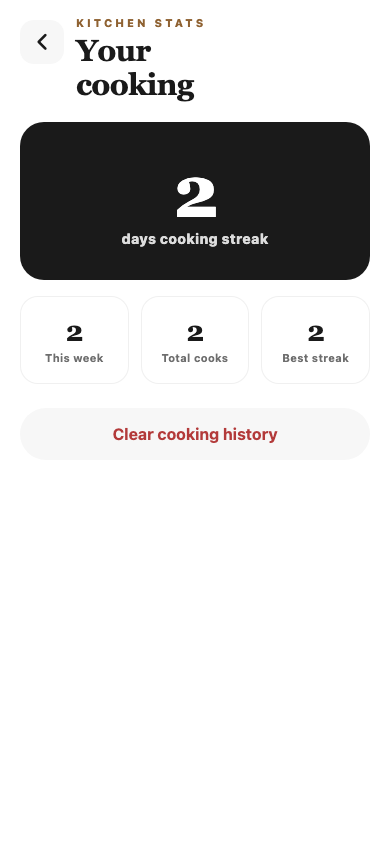 KITCHEN STATS
Your
cooking
2
days cooking streak
2
This week
2
Total cooks
2
Best streak
Clear cooking history